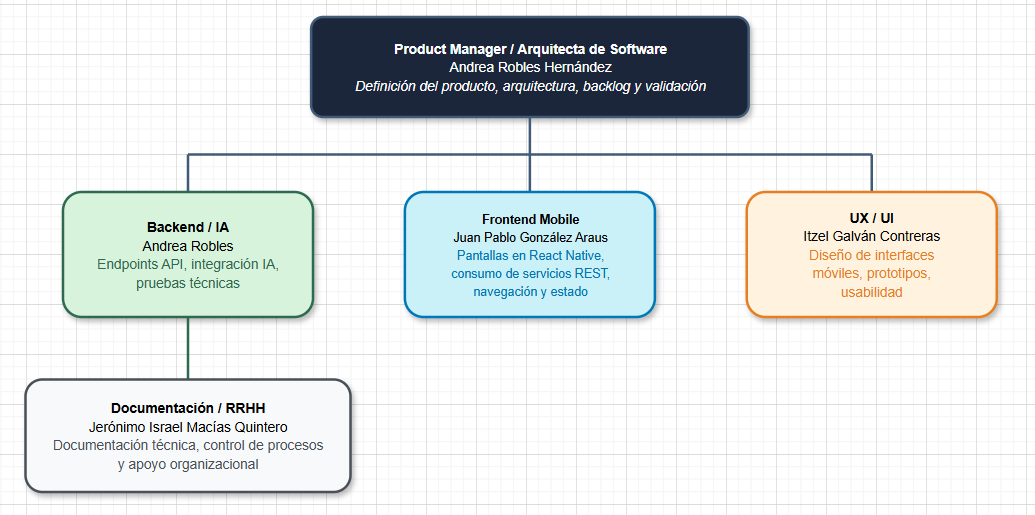 Product Manager / Arquitecta de Software
Andrea Robles Hernández
Definición del producto, arquitectura, backlog y validación
Backend / IA
Andrea Robles
Endpoints API, integración IA,
pruebas técnicas
Frontend Mobile
Juan Pablo González Araus
Pantallas en React Native,
consumo de servicios REST,
navegación y estado
UX / UI
Itzel Galván Contreras
Diseño de interfaces
móviles, prototipos,
usabilidad
Documentación / RRHH
Jerónimo Israel Macías Quintero
Documentación técnica, control de procesos
y apoyo organizacional